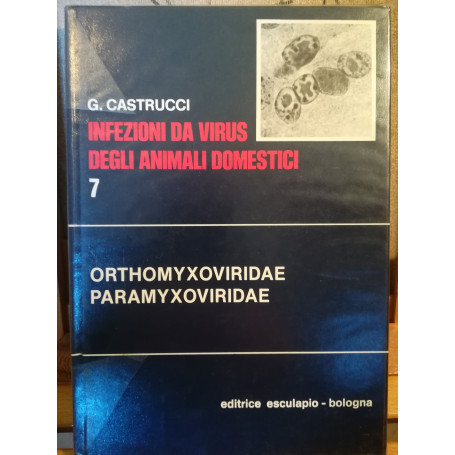 G. CASTRUCCI
INFEZIONI DA VIRUS
DEGLI ANIMALI DOMESTICI
7
ORTHOMYXOVIRIDAE
PARAMYXOVIRIDAE
editrice esculapio - bologna